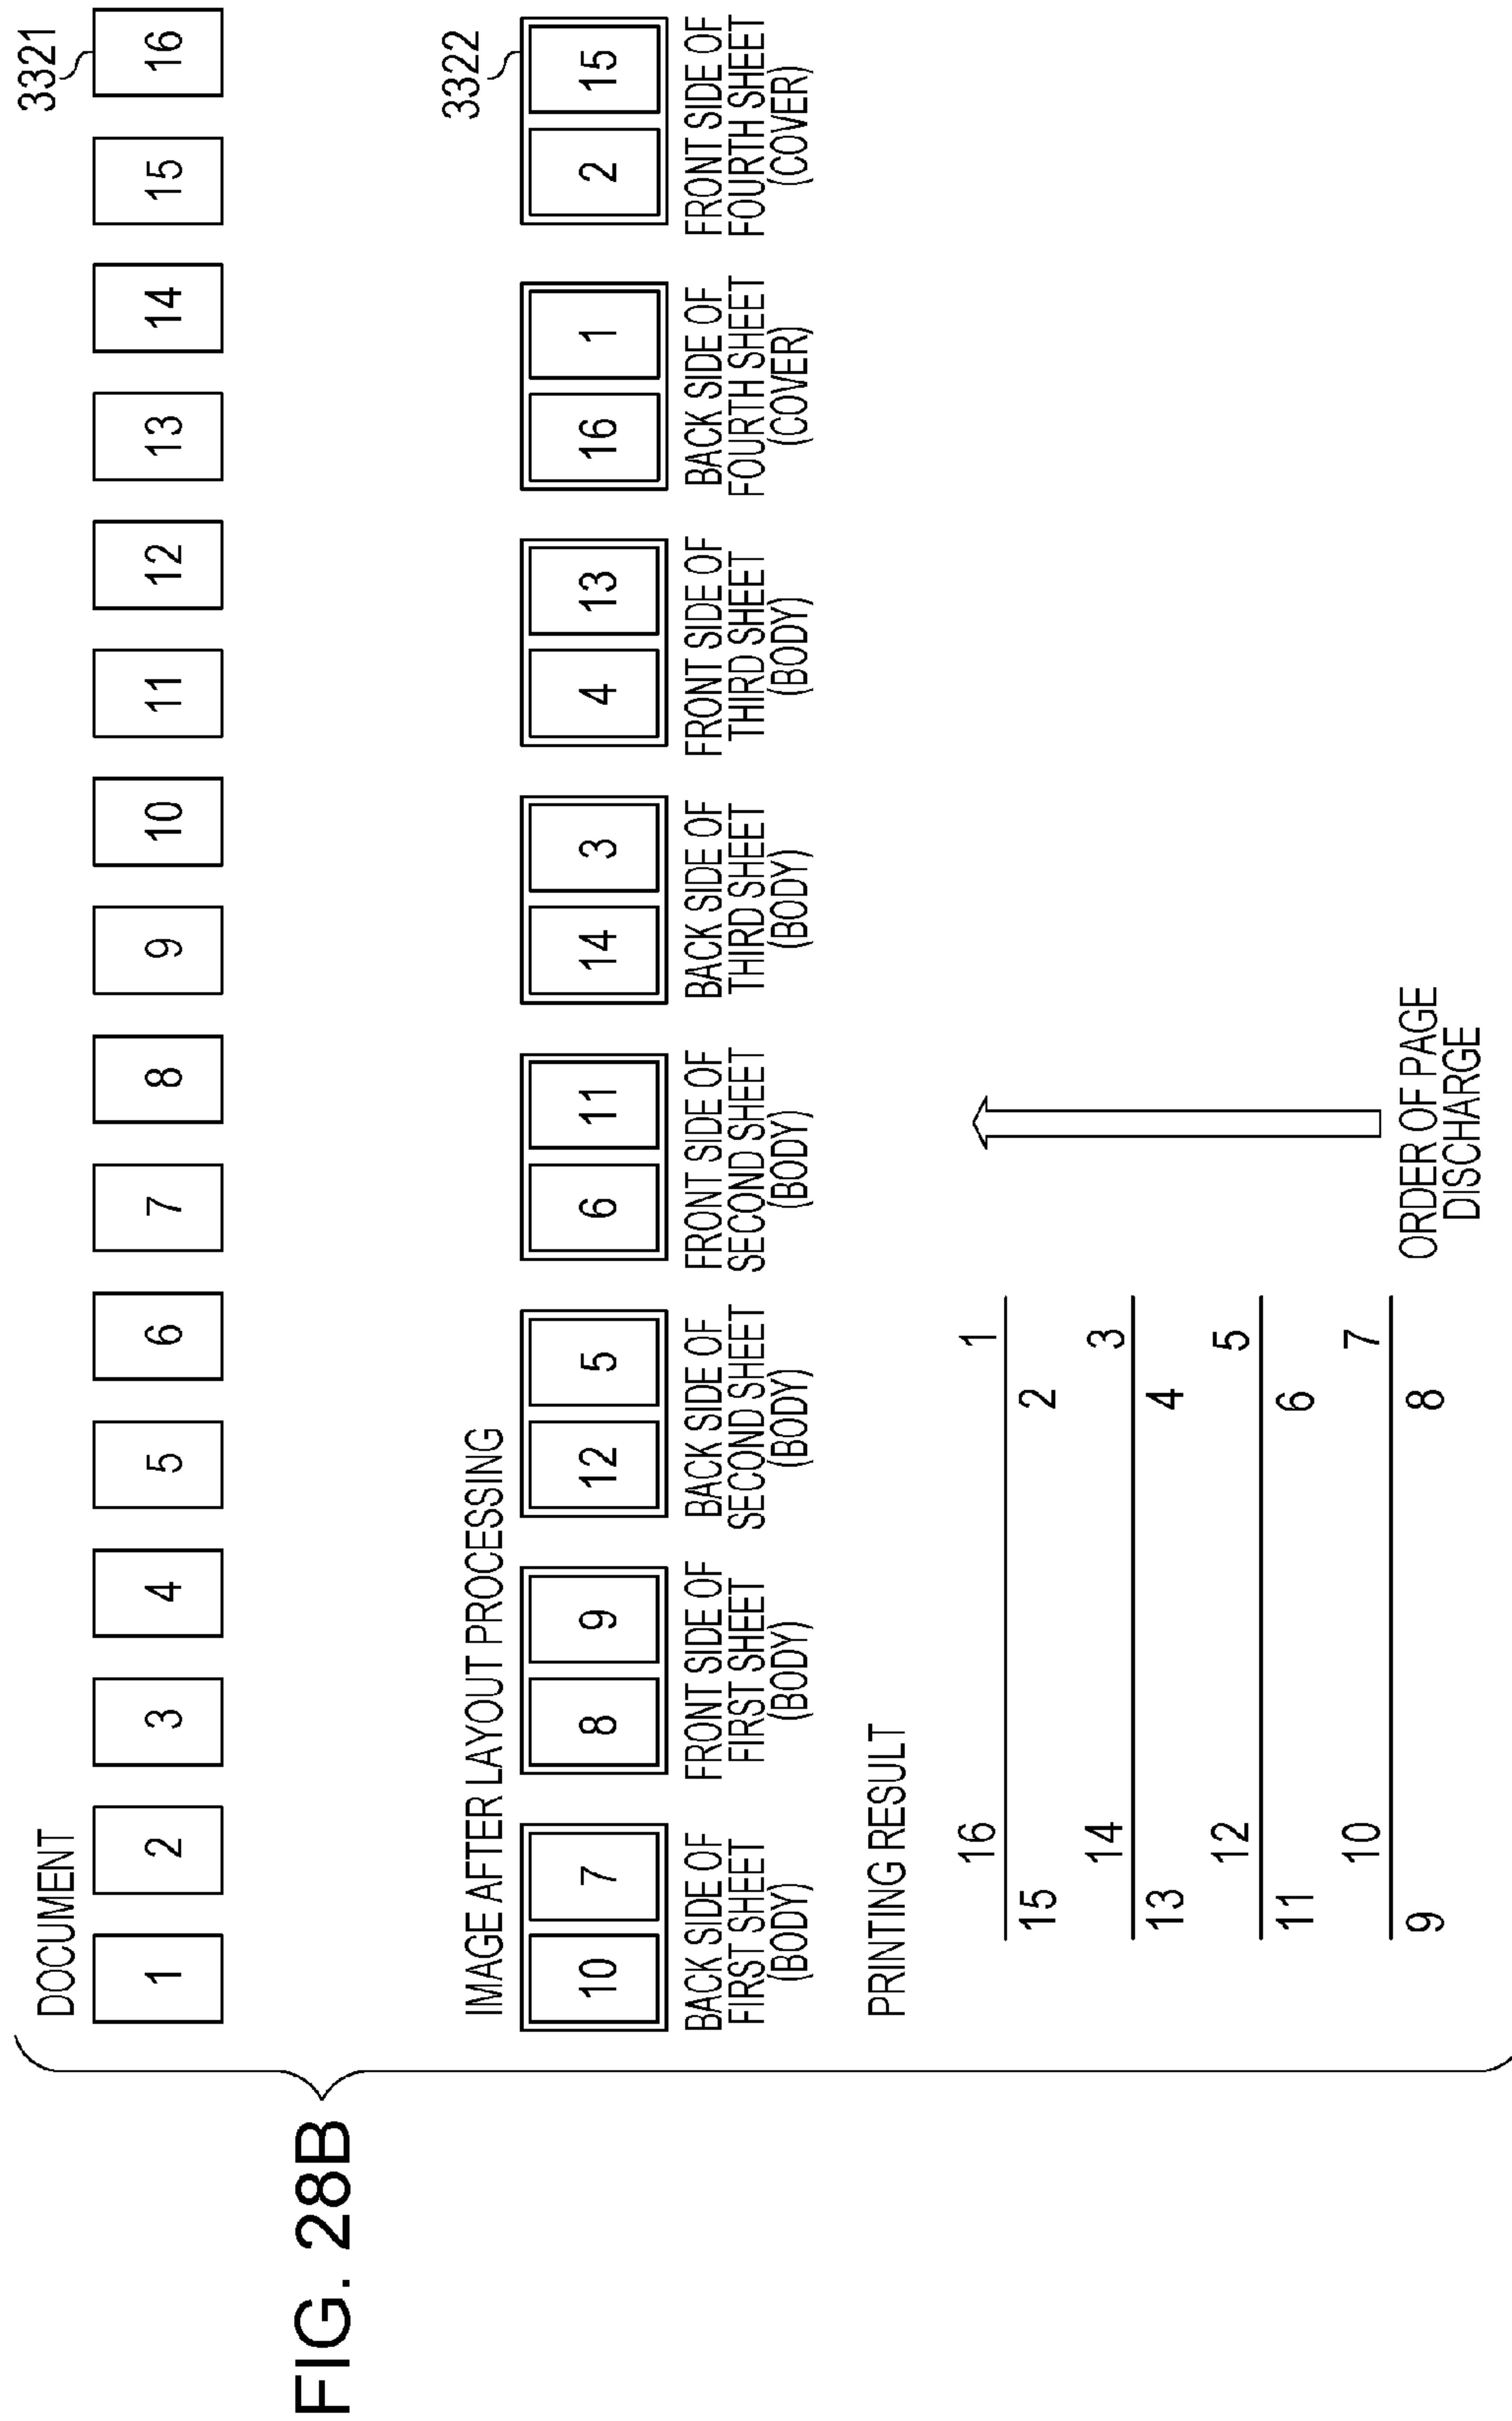 FIG. 28B
DOCUMENT
3321
1 2 3 4 5 6 7 8 9 10 11 12 13 14 15 16
IMAGE AFTER LAYOUT PROCESSING
3322
10 7
8 9
12 5
6 11
14 3
4 13
16 1
2 15
BACK SIDE OF
FIRST SHEET
(BODY)
FRONT SIDE OF
FIRST SHEET
(BODY)
BACK SIDE OF
SECOND SHEET
(BODY)
FRONT SIDE OF
SECOND SHEET
(BODY)
BACK SIDE OF
THIRD SHEET
(BODY)
FRONT SIDE OF
THIRD SHEET
(BODY)
BACK SIDE OF
FOURTH SHEET
(COVER)
FRONT SIDE OF
FOURTH SHEET
(COVER)
PRINTING RESULT
16 1
15 2
14 3
13 4
12 5
11 6
10 7
9 8
ORDER OF PAGE
DISCHARGE